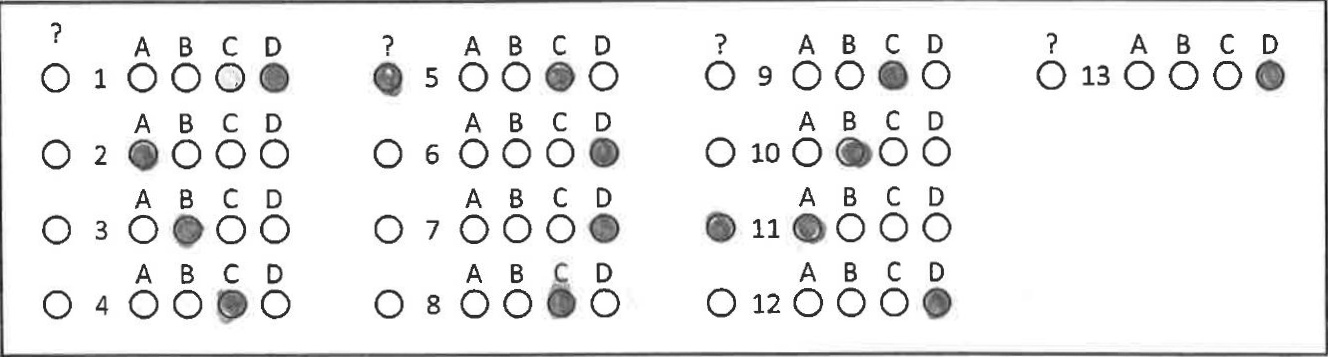 ? A B C D ? A B C D ? A B C D ? A B C D
1 5 9 13
A B C D A B C D A B C D
2 6 10
A B C D A B C D A B C D
3 7 11
A B C D A B C D A B C D
4 8 12